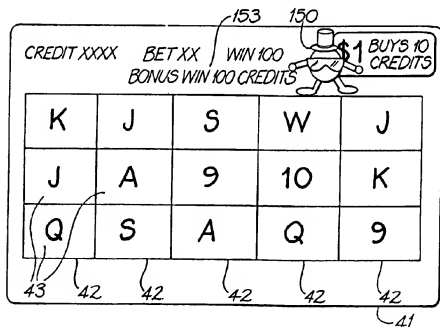 153 150
CREDIT XXXX BET XX WIN 100 $1 BUYS 10
BONUS WIN 100 CREDITS CREDITS
K J S W J
J A 9 10 K
Q S A Q 9
43 42 42 42 42 42
41